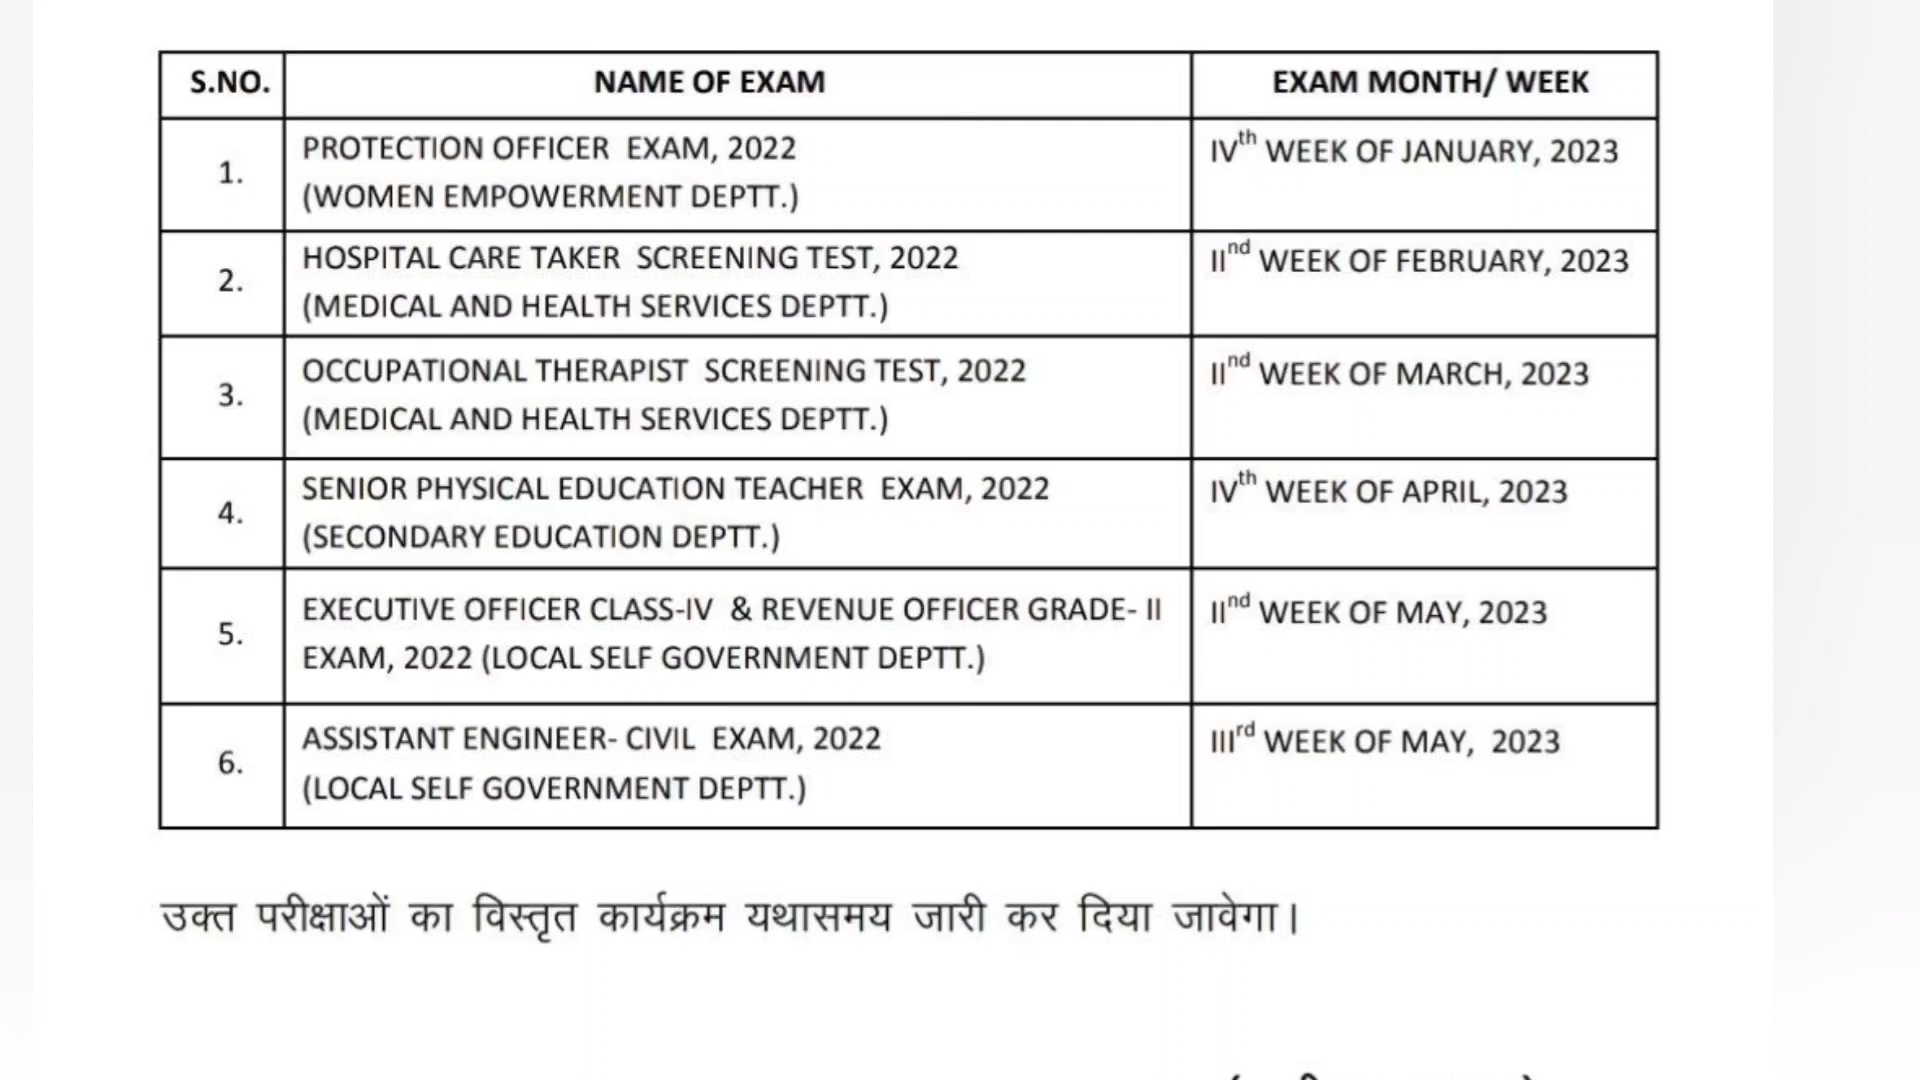 S.NO. NAME OF EXAM EXAM MONTH/ WEEK
1. PROTECTION OFFICER EXAM, 2022 IVth WEEK OF JANUARY, 2023
(WOMEN EMPOWERMENT DEPTT.)
2. HOSPITAL CARE TAKER SCREENING TEST, 2022 IInd WEEK OF FEBRUARY, 2023
(MEDICAL AND HEALTH SERVICES DEPTT.)
3. OCCUPATIONAL THERAPIST SCREENING TEST, 2022 IInd WEEK OF MARCH, 2023
(MEDICAL AND HEALTH SERVICES DEPTT.)
4. SENIOR PHYSICAL EDUCATION TEACHER EXAM, 2022 IVth WEEK OF APRIL, 2023
(SECONDARY EDUCATION DEPTT.)
5. EXECUTIVE OFFICER CLASS-IV & REVENUE OFFICER GRADE- II IInd WEEK OF MAY, 2023
EXAM, 2022 (LOCAL SELF GOVERNMENT DEPTT.)
6. ASSISTANT ENGINEER- CIVIL EXAM, 2022 IIIrd WEEK OF MAY, 2023
(LOCAL SELF GOVERNMENT DEPTT.)
उक्त परीक्षाओं का विस्तृत कार्यक्रम यथासमय जारी कर दिया जावेगा।